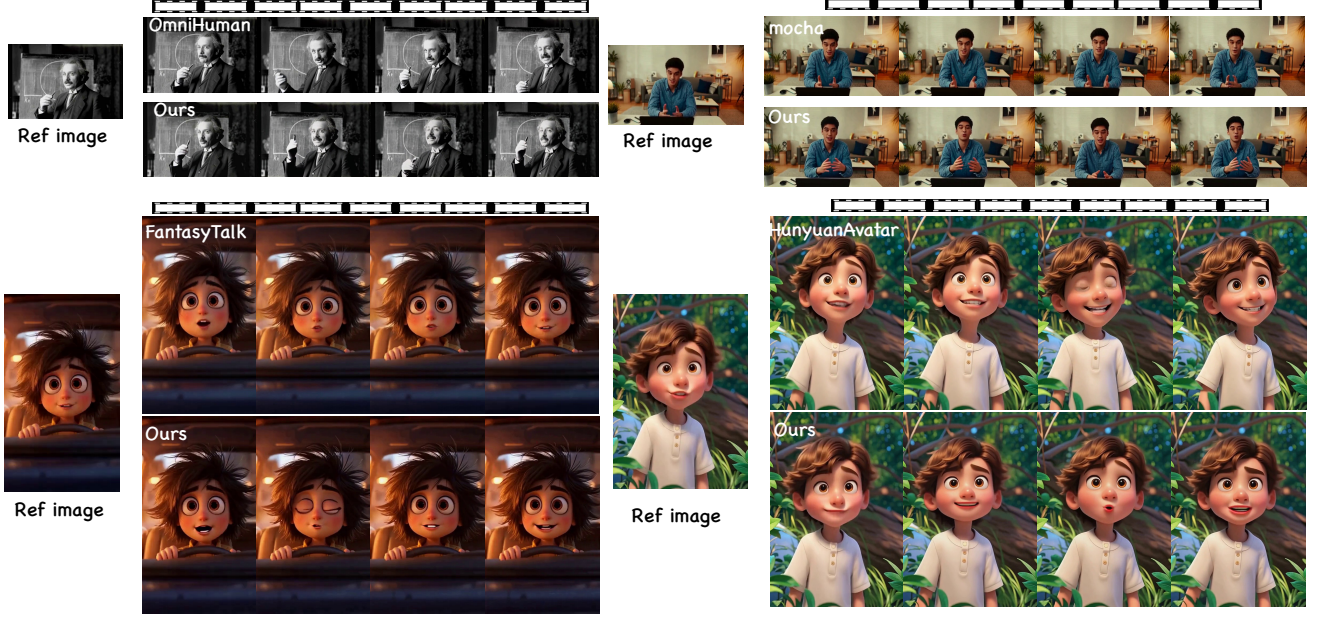 OmniHuman
Ours
Ref image
mocha
Ours
Ref image
FantasyTalk
Ours
Ref image
HunyuanAvatar
Ours
Ref image